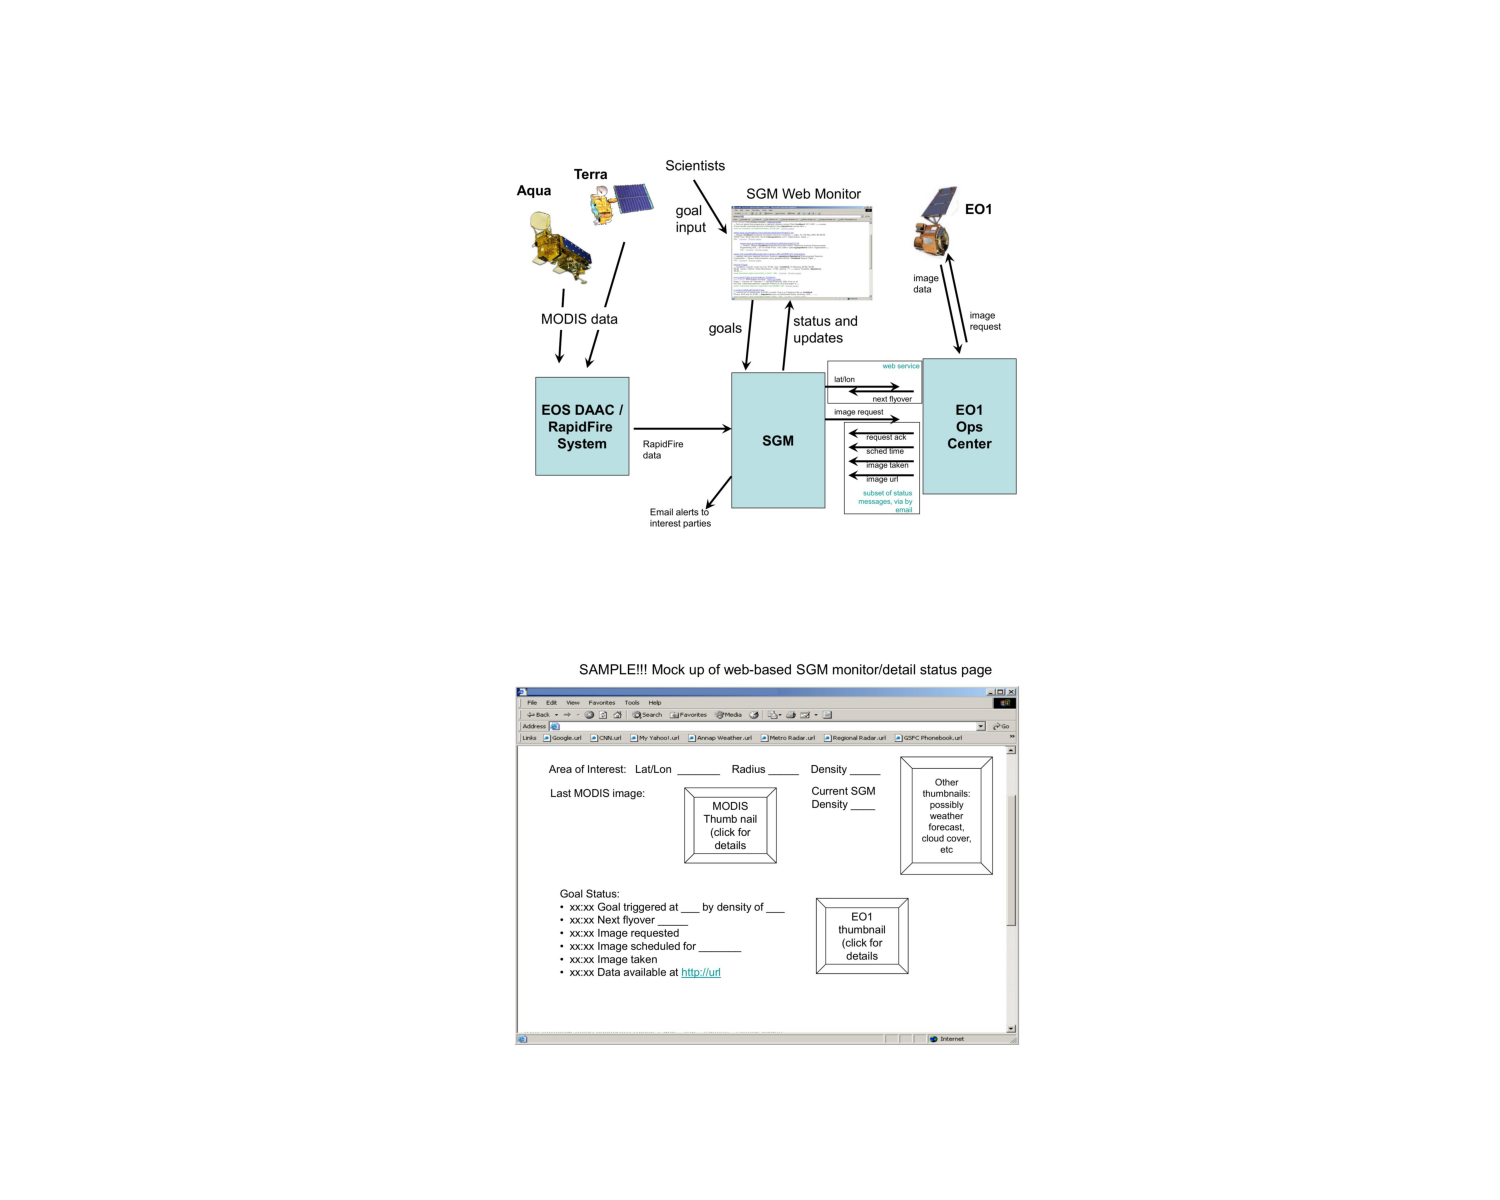 Scientists
Terra
Aqua
SGM Web Monitor
EO1
goal
input
image
data
MODIS data
goals
status and
updates
image
request
web service
lat/lon
next flyover
image request
EOS DAAC /
RapidFire
System
SGM
EO1
Ops
Center
RapidFire
data
request ack
sched time
image taken
image url
subset of status
messages, via by
email
Email alerts to
interest parties
SAMPLE!!! Mock up of web-based SGM monitor/detail status page
File Edit View Favorites Tools Help
Back Search Favorites Media
Address Go
Links Google.url CNN.url My Yahoo!.url Annap Weather.url Metro Radar.url Regional Radar.url GSFC Phonebook.url
Area of Interest: Lat/Lon _______ Radius _____ Density _____
Last MODIS image:
MODIS
Thumb nail
(click for
details
Current SGM
Density ____
Other
thumbnails:
possibly
weather
forecast,
cloud cover,
etc
Goal Status:
• xx:xx Goal triggered at ___ by density of ___
• xx:xx Next flyover _____
• xx:xx Image requested
• xx:xx Image scheduled for _______
• xx:xx Image taken
• xx:xx Data available at http://url
EO1
thumbnail
(click for
details
Internet